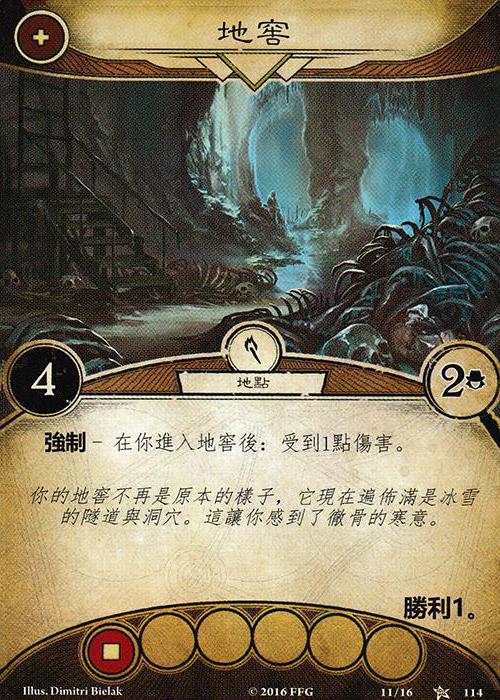 地窖
4
2
地點
強制 – 在你進入地窖後：受到1點傷害。
你的地窖不再是原本的樣子，它現在遍佈滿是冰雪
的隧道與洞穴。這讓你感到了徹骨的寒意。
勝利1。
Illus. Dimitri Bielak © 2016 FFG 11/16 114